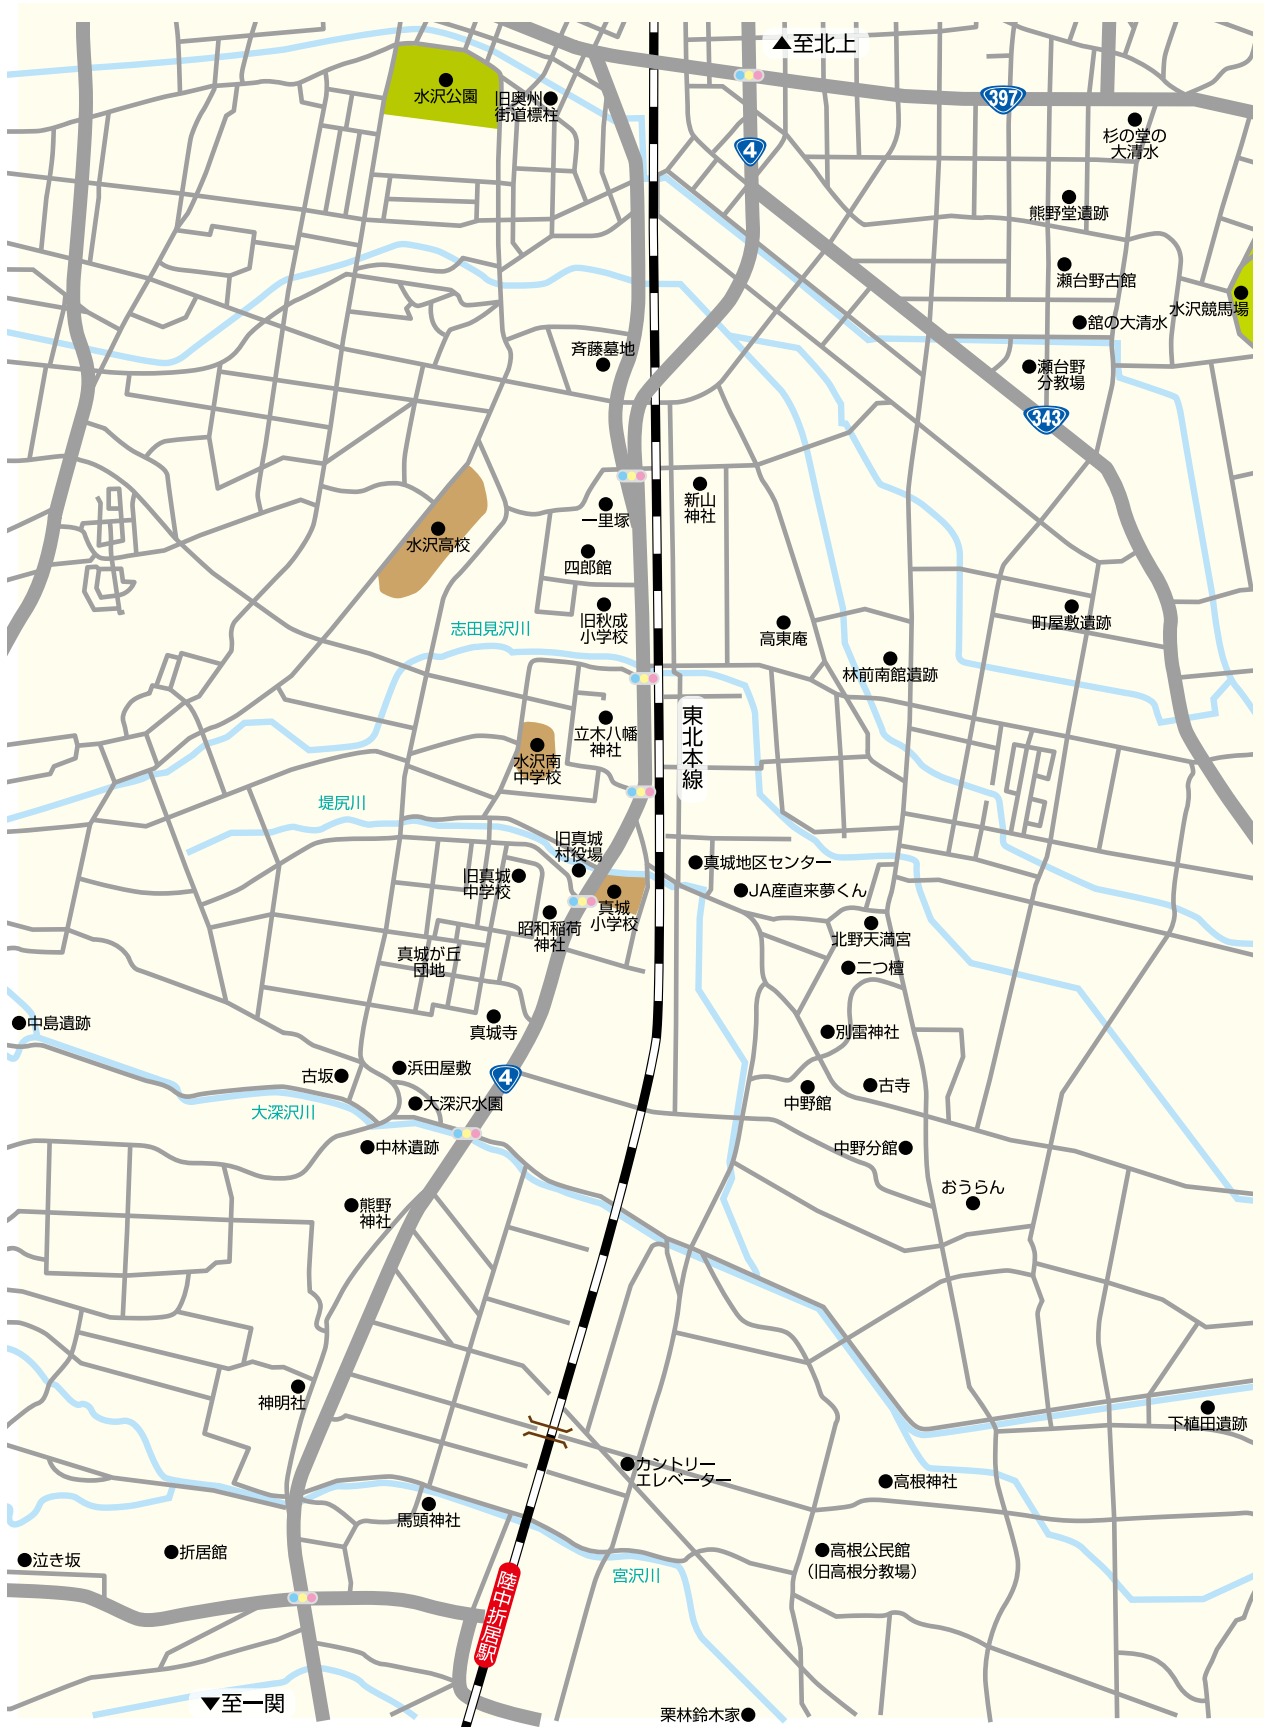 ▲至北上
水沢公園
旧奥州
街道標柱
397
杉の堂の
大清水
4
熊野堂遺跡
瀬台野古館
水沢競馬場
舘の大清水
斉藤墓地
瀬台野
分教場
343
新山
神社
一里塚
水沢高校
四郎館
旧秋成
小学校
志田見沢川
高東庵
町屋敷遺跡
林前南館遺跡
東北本線
立木八幡
神社
水沢南
中学校
堤尻川
旧真城
村役場
真城地区センター
旧真城
中学校
JA産直来夢くん
真城
小学校
昭和稲荷
神社
北野天満宮
真城が丘
団地
二つ檀
中島遺跡
真城寺
別雷神社
古坂
浜田屋敷
4
古寺
大深沢水園
中野館
大深沢川
中林遺跡
中野分館
おうらん
熊野
神社
神明社
下植田遺跡
カントリー
エレベーター
高根神社
馬頭神社
泣き坂
折居館
高根公民館
（旧高根分教場）
宮沢川
陸中折居駅
▼至一関
栗林鈴木家